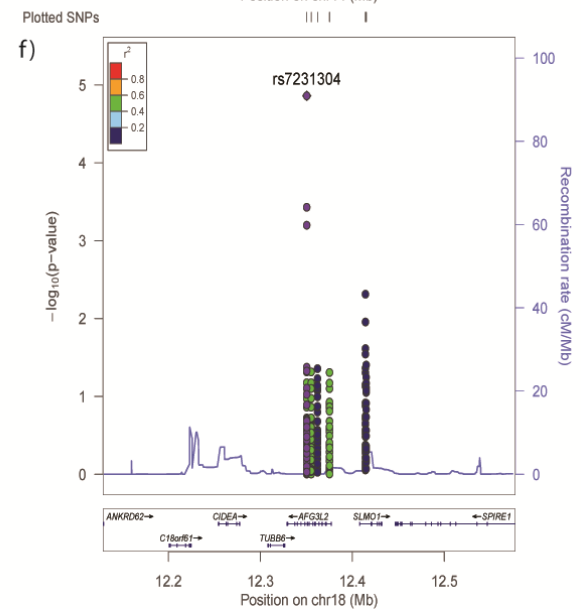 Plotted SNPs
f)
r2
0.8
0.6
0.4
0.2
rs7231304
5
4
3
2
1
0
−log10(p−value)
100
80
60
40
20
0
Recombination rate (cM/Mb)
ANKRD62→
CIDEA→
←AFG3L2
SLMO1→
←SPIRE1
C18orf61→
TUBB6→
12.2
12.3
12.4
12.5
Position on chr18 (Mb)